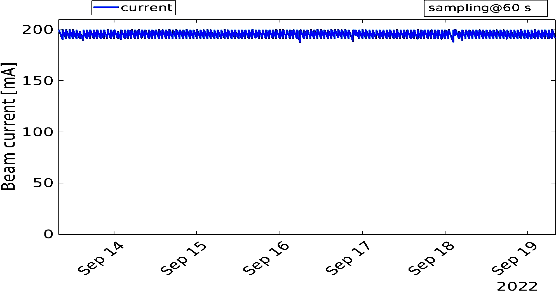 current
sampling@60 s
Beam current [mA]
200
150
100
50
0
Sep 14
Sep 15
Sep 16
Sep 17
Sep 18
Sep 19
2022